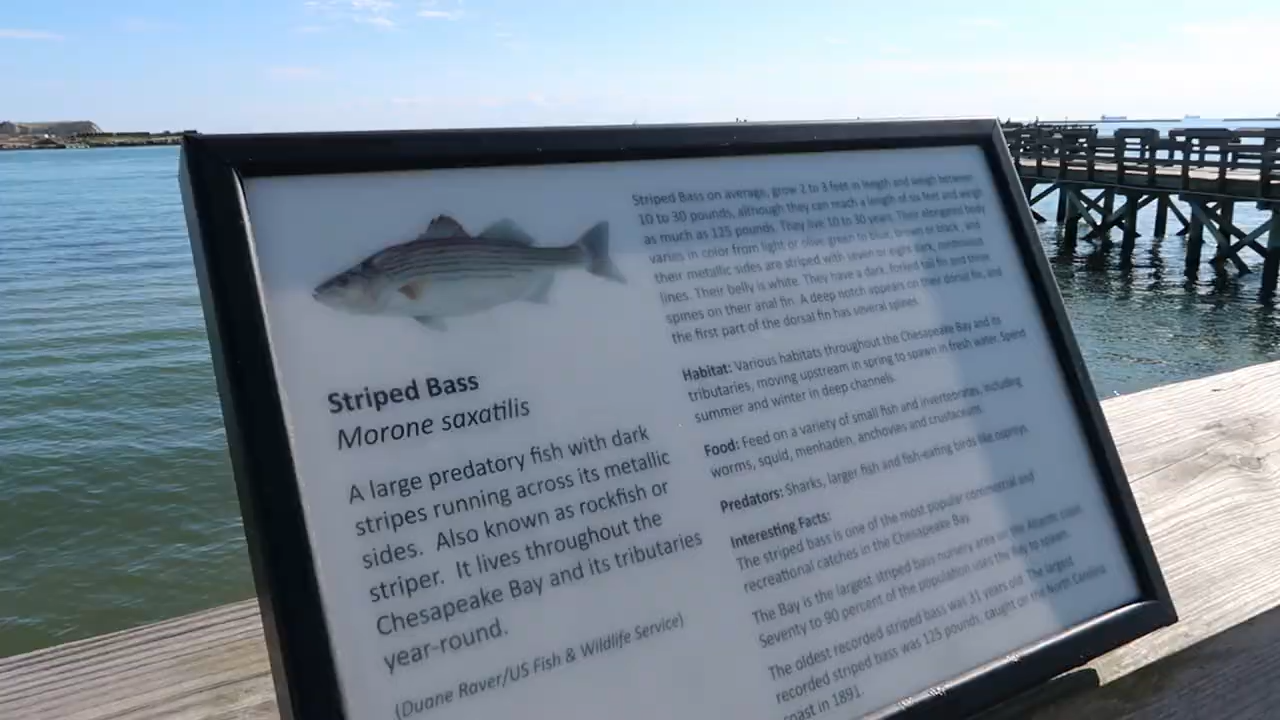 Striped Bass
Morone saxatilis
A large predatory fish with dark
stripes running across its metallic
sides. Also known as rockfish or
striper. It lives throughout the
Chesapeake Bay and its tributaries
year-round.
(Duane Raver/US Fish & Wildlife Service)
Striped Bass on average, grow 2 to 3 feet in length and weigh between
10 to 30 pounds, although they can reach a length of six feet and weigh
as much as 125 pounds. They live 10 to 30 years. Their elongated body
varies in color from light or olive green to blue, brown or black , and
their metallic sides are striped with seven or eight dark, continuous
lines. Their belly is white. They have a dark, forked tail fin and three
spines on their anal fin. A deep notch appears on they dorsal fin, and
the first part of the dorsal fin has several spines.
Habitat: Various habitats throughout the Chesapeake Bay and its
tributaries, moving upstream in spring to spawn in fresh water. Spend
summer and winter in deep channels.
Food: Feed on a variety of small fish and invertebrates, including
worms, squid, menhaden, anchovies and crustaceans.
Predators: Sharks, larger fish and fish-eating birds like ospreys.
Interesting Facts:
The striped bass is one of the most popular commercial and
recreational catches in the Chesapeake Bay.
The Bay is the largest striped bass nursery area on the Atlantic coast.
Seventy to 90 percent of the population uses the Bay to spawn.
The oldest recorded striped bass was 31 years old. The largest
recorded striped bass was 125 pounds, caught on the North Carolina
coast in 1891.